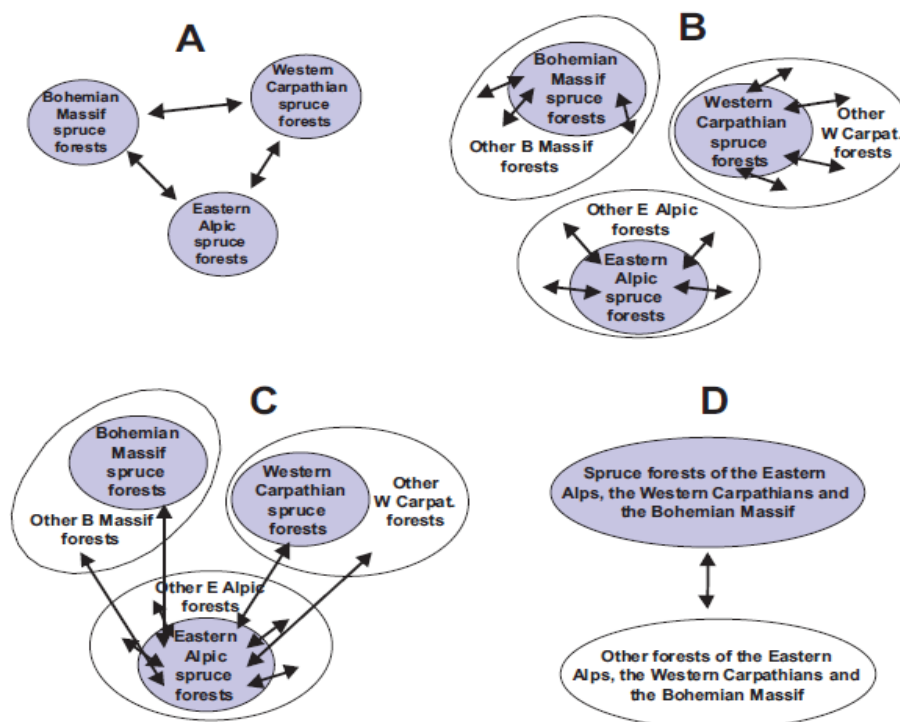 A
Bohemian
Massif
spruce
forests
Western
Carpathian
spruce
forests
Eastern
Alpic
spruce
forests
B
Bohemian
Massif
spruce
forests
Other B Massif
forests
Western
Carpathian
spruce
forests
Other
W Carpat.
forests
Other E Alpic
forests
Eastern
Alpic
spruce
forests
C
Bohemian
Massif
spruce
forests
Other B Massif
forests
Western
Carpathian
spruce
forests
Other
W Carpat.
forests
Other E Alpic
forests
Eastern
Alpic
spruce
forests
D
Spruce forests of the Eastern
Alps, the Western Carpathians and
the Bohemian Massif
Other forests of the Eastern
Alps, the Western Carpathians and
the Bohemian Massif